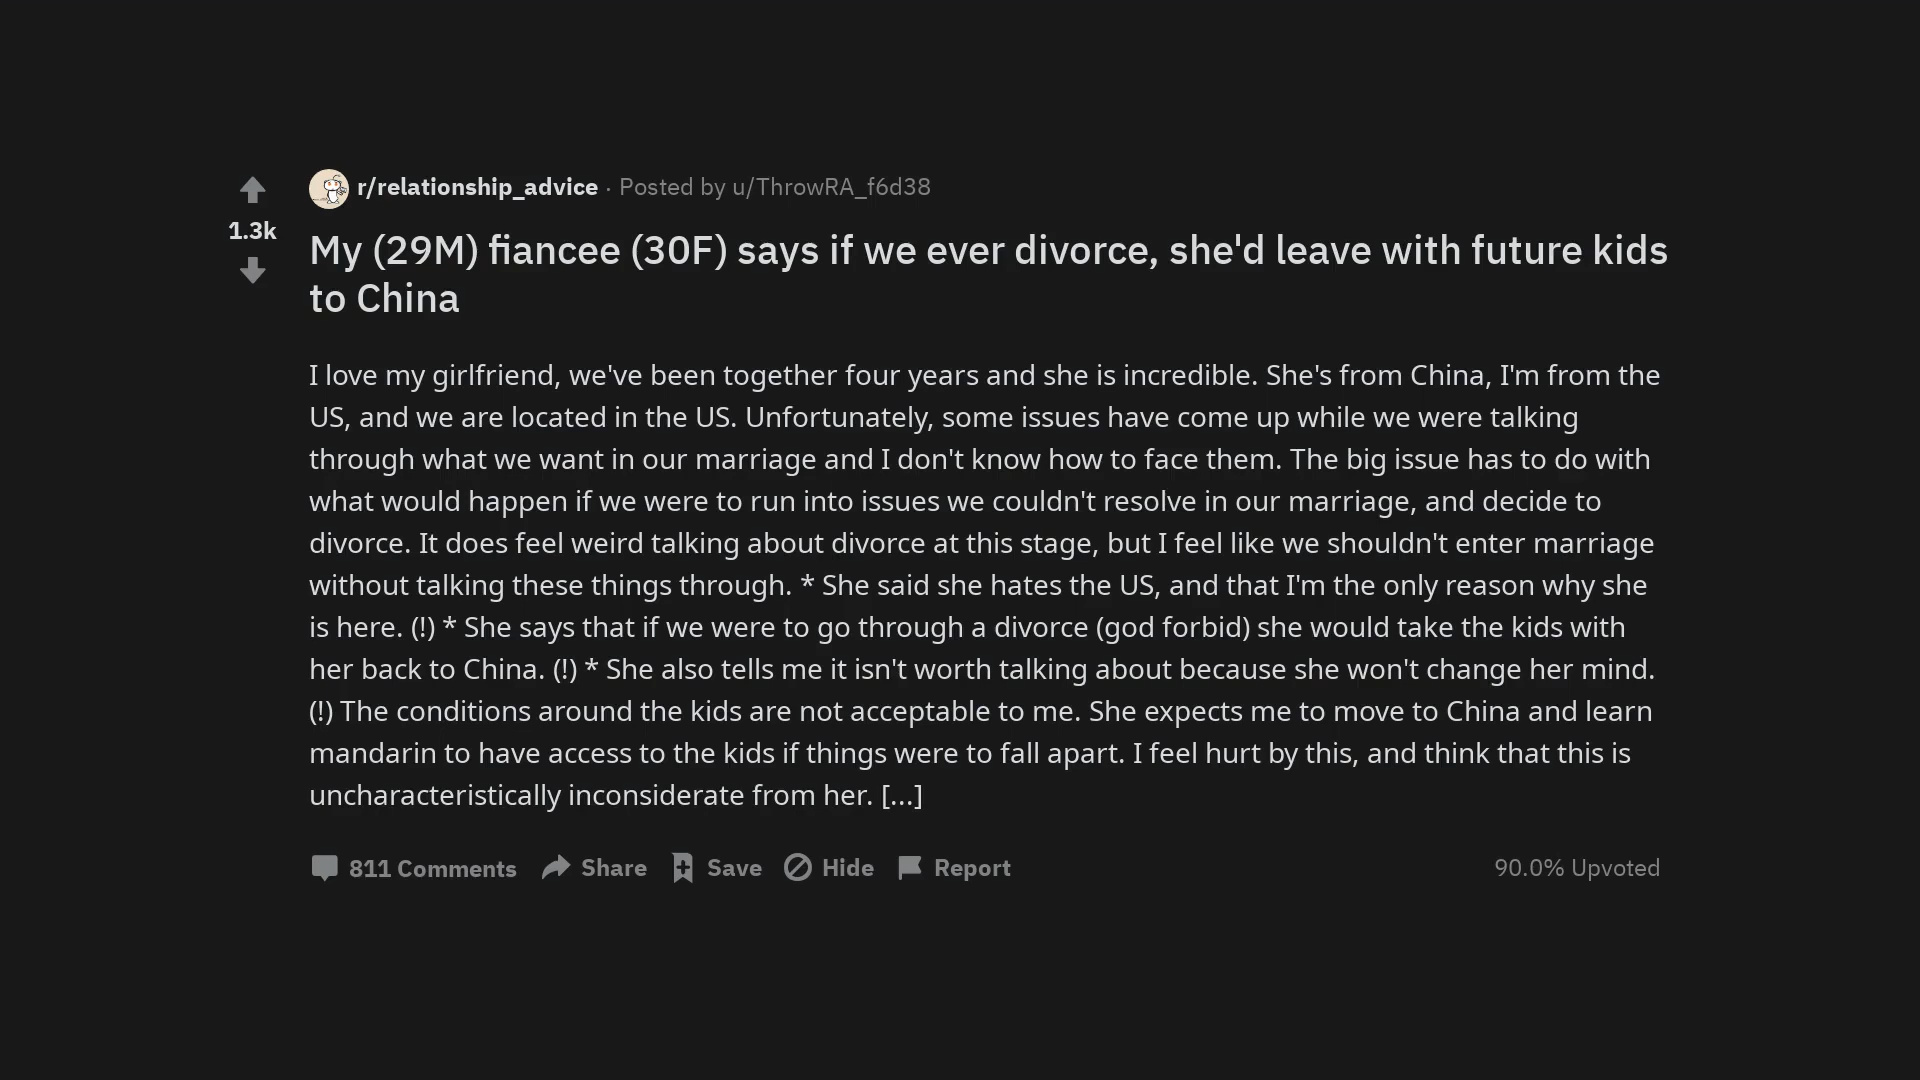 r/relationship_advice · Posted by u/ThrowRA_f6d38
1.3k
My (29M) fiancee (30F) says if we ever divorce, she'd leave with future kids
to China
I love my girlfriend, we've been together four years and she is incredible. She's from China, I'm from the
US, and we are located in the US. Unfortunately, some issues have come up while we were talking
through what we want in our marriage and I don't know how to face them. The big issue has to do with
what would happen if we were to run into issues we couldn't resolve in our marriage, and decide to
divorce. It does feel weird talking about divorce at this stage, but I feel like we shouldn't enter marriage
without talking these things through. * She said she hates the US, and that I'm the only reason why she
is here. (!) * She says that if we were to go through a divorce (god forbid) she would take the kids with
her back to China. (!) * She also tells me it isn't worth talking about because she won't change her mind.
(!) The conditions around the kids are not acceptable to me. She expects me to move to China and learn
mandarin to have access to the kids if things were to fall apart. I feel hurt by this, and think that this is
uncharacteristically inconsiderate from her. [...]
811 Comments Share Save Hide Report 90.0% Upvoted